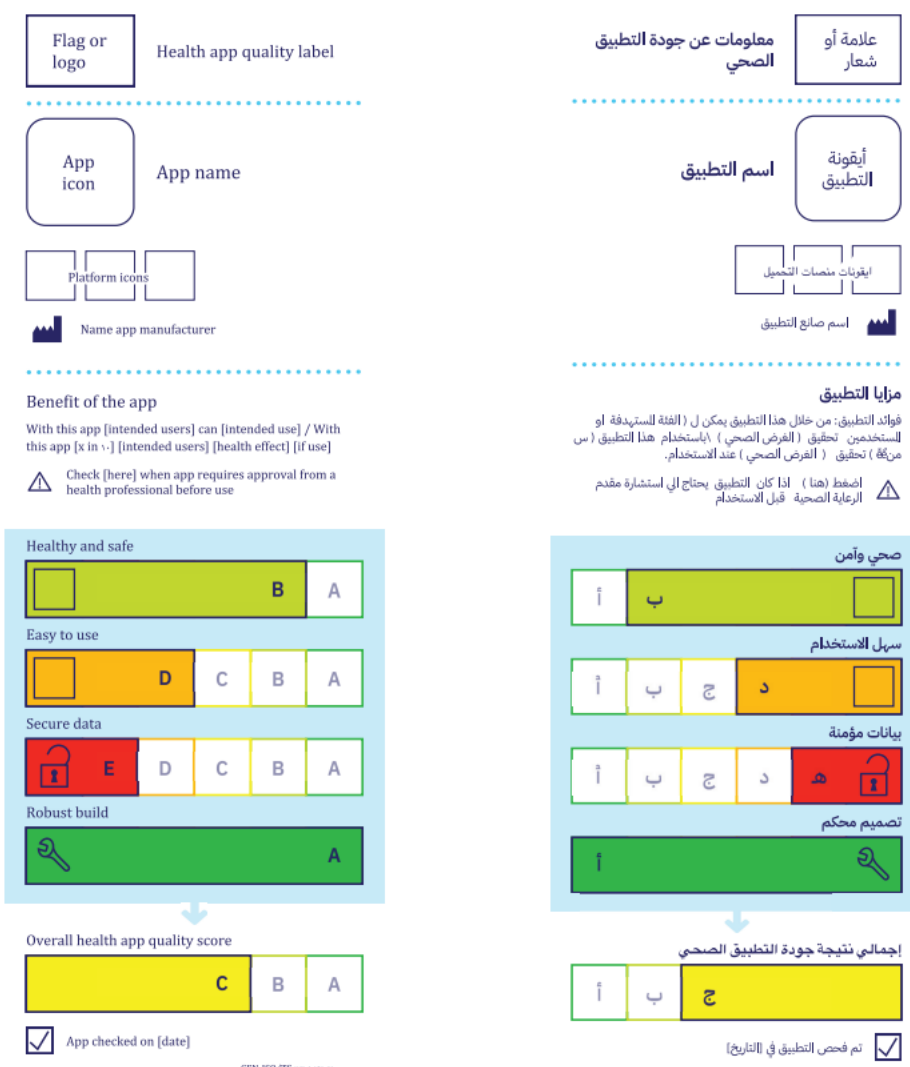 Flag or
logo
Health app quality label
App
icon
App name
Platform icons
Name app manufacturer
Benefit of the app
With this app [intended users] can [intended use] / With
this app [x in ١٠] [intended users] [health effect] [if use]
Check [here] when app requires approval from a
health professional before use
Healthy and safe
B A
Easy to use
D C B A
Secure data
E D C B A
Robust build
A
Overall health app quality score
C B A
App checked on [date]
علامة أو
شعار
معلومات عن جودة التطبيق
الصحي
أيقونة
التطبيق
اسم التطبيق
ايقونات منصات التحميل
اسم صانع التطبيق
مزايا التطبيق
فوائد التطبيق: من خلال هذا التطبيق يمكن ل ( الفئة المستهدفة او
المستخدمين تحقيق ( الغرض الصحي ) \باستخدام هذا التطبيق ( س
) تحقيق ( الغرض الصحي ) عند الاستخدام.
اضغط (هنا ) اذا كان التطبيق يحتاج الي استشارة مقدم
الرعاية الصحية قبل الاستخدام
صحي وآمن
ب أ
سهل الاستخدام
د ج ب أ
بيانات مؤمنة
هـ د ج ب أ
تصميم محكم
أ
إجمالي نتيجة جودة التطبيق الصحي
ج ب أ
تم فحص التطبيق في [التاريخ]